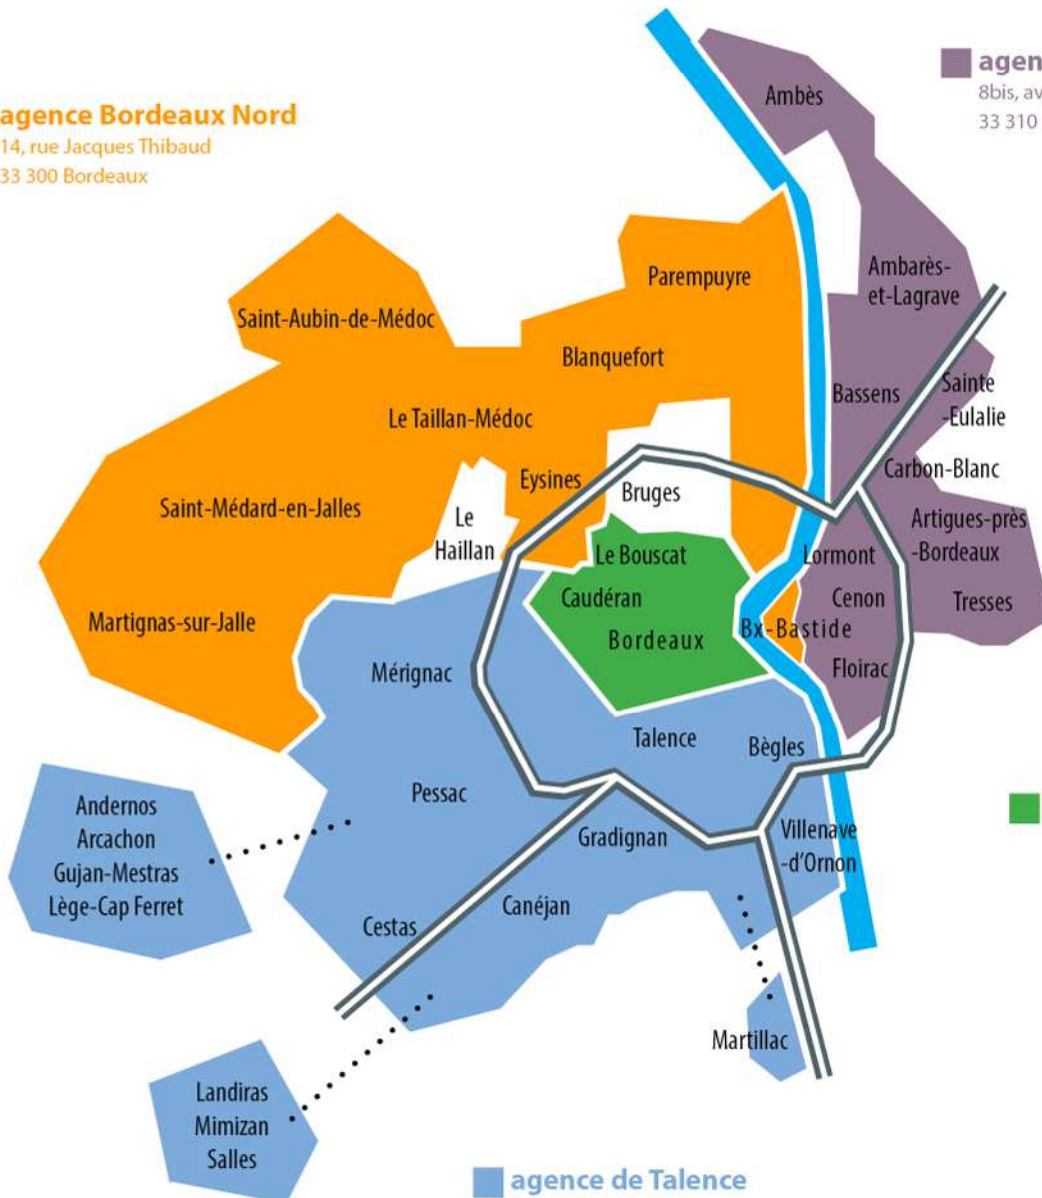 agence Bordeaux Nord
14, rue Jacques Thibaud
33 300 Bordeaux
agen
8bis, av
33 310
Ambès
Ambarès-
et-Lagrave
Parempuyre
Saint-Aubin-de-Médoc
Blanquefort
Bassens
Sainte
-Eulalie
Le Taillan-Médoc
Carbon-Blanc
Eysines
Bruges
Saint-Médard-en-Jalles
Le
Haillan
Artigues-près
-Bordeaux
Le Bouscat
Lormont
Caudéran
Cenon
Tresses
Martignas-sur-Jalle
Bordeaux
Bx-Bastide
Mérignac
Floirac
Talence
Bègles
Pessac
Andernos
Arcachon
Gujan-Mestras
Lège-Cap Ferret
Gradignan
Villenave
-d'Ornon
Canéjan
Cestas
Martillac
Landiras
Mimizan
Salles
agence de Talence